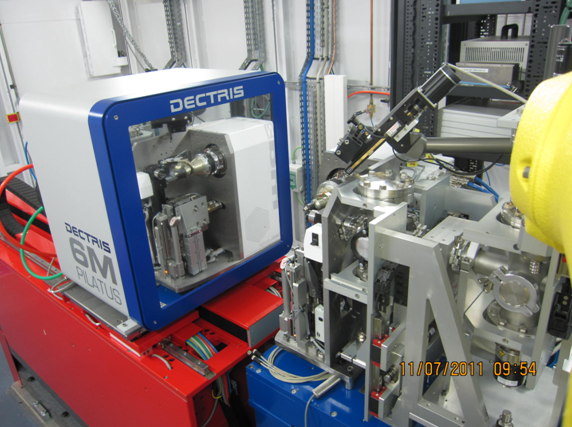 DECTRIS
DECTRIS
6M
PILATUS
11/07/2011 09:54